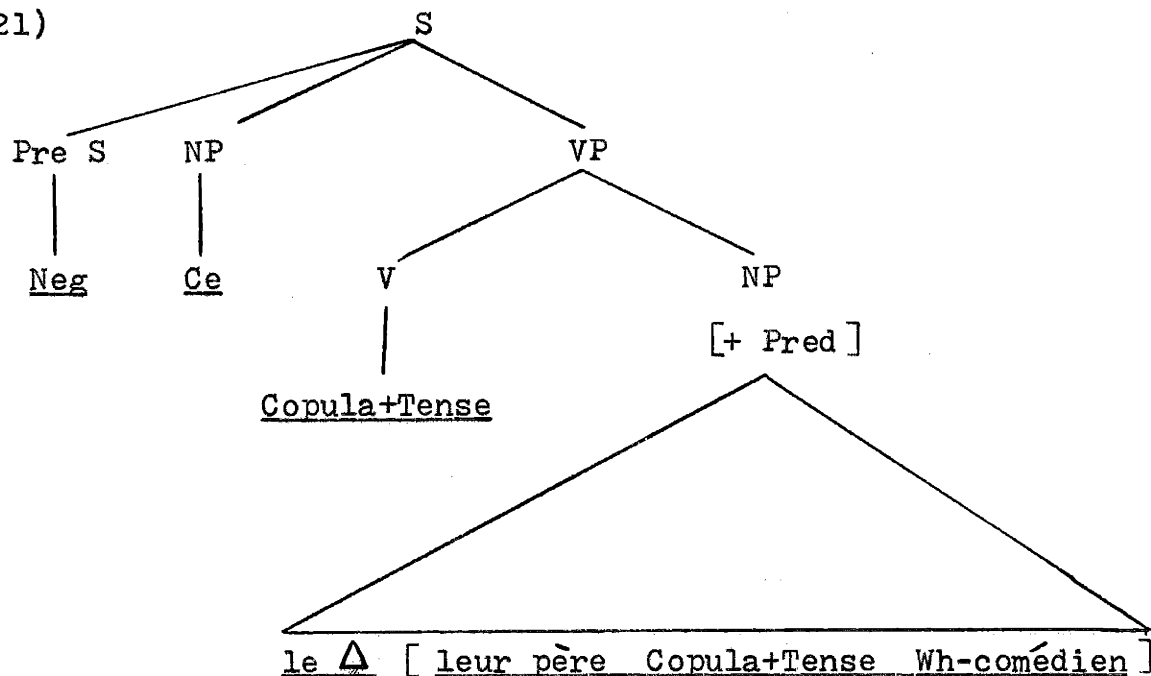 21)
S
Pre S NP VP
Neg Ce V NP
[+ Pred]
Copula+Tense
le Δ [leur père Copula+Tense Wh-comédien]